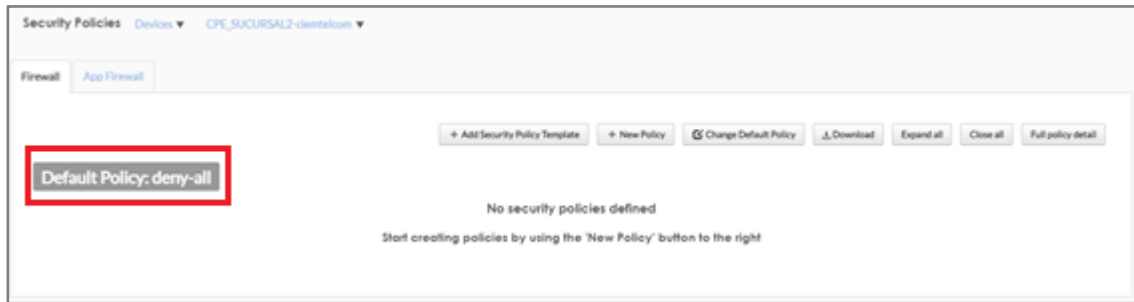 Security Policies Devices ▼ CPE_SUCURSAL2-clemtelcom ▼
Firewall App Firewall
+ Add Security Policy Template + New Policy Change Default Policy Download Expand all Close all Full policy detail
Default Policy: deny-all
No security policies defined
Start creating policies by using the 'New Policy' button to the right